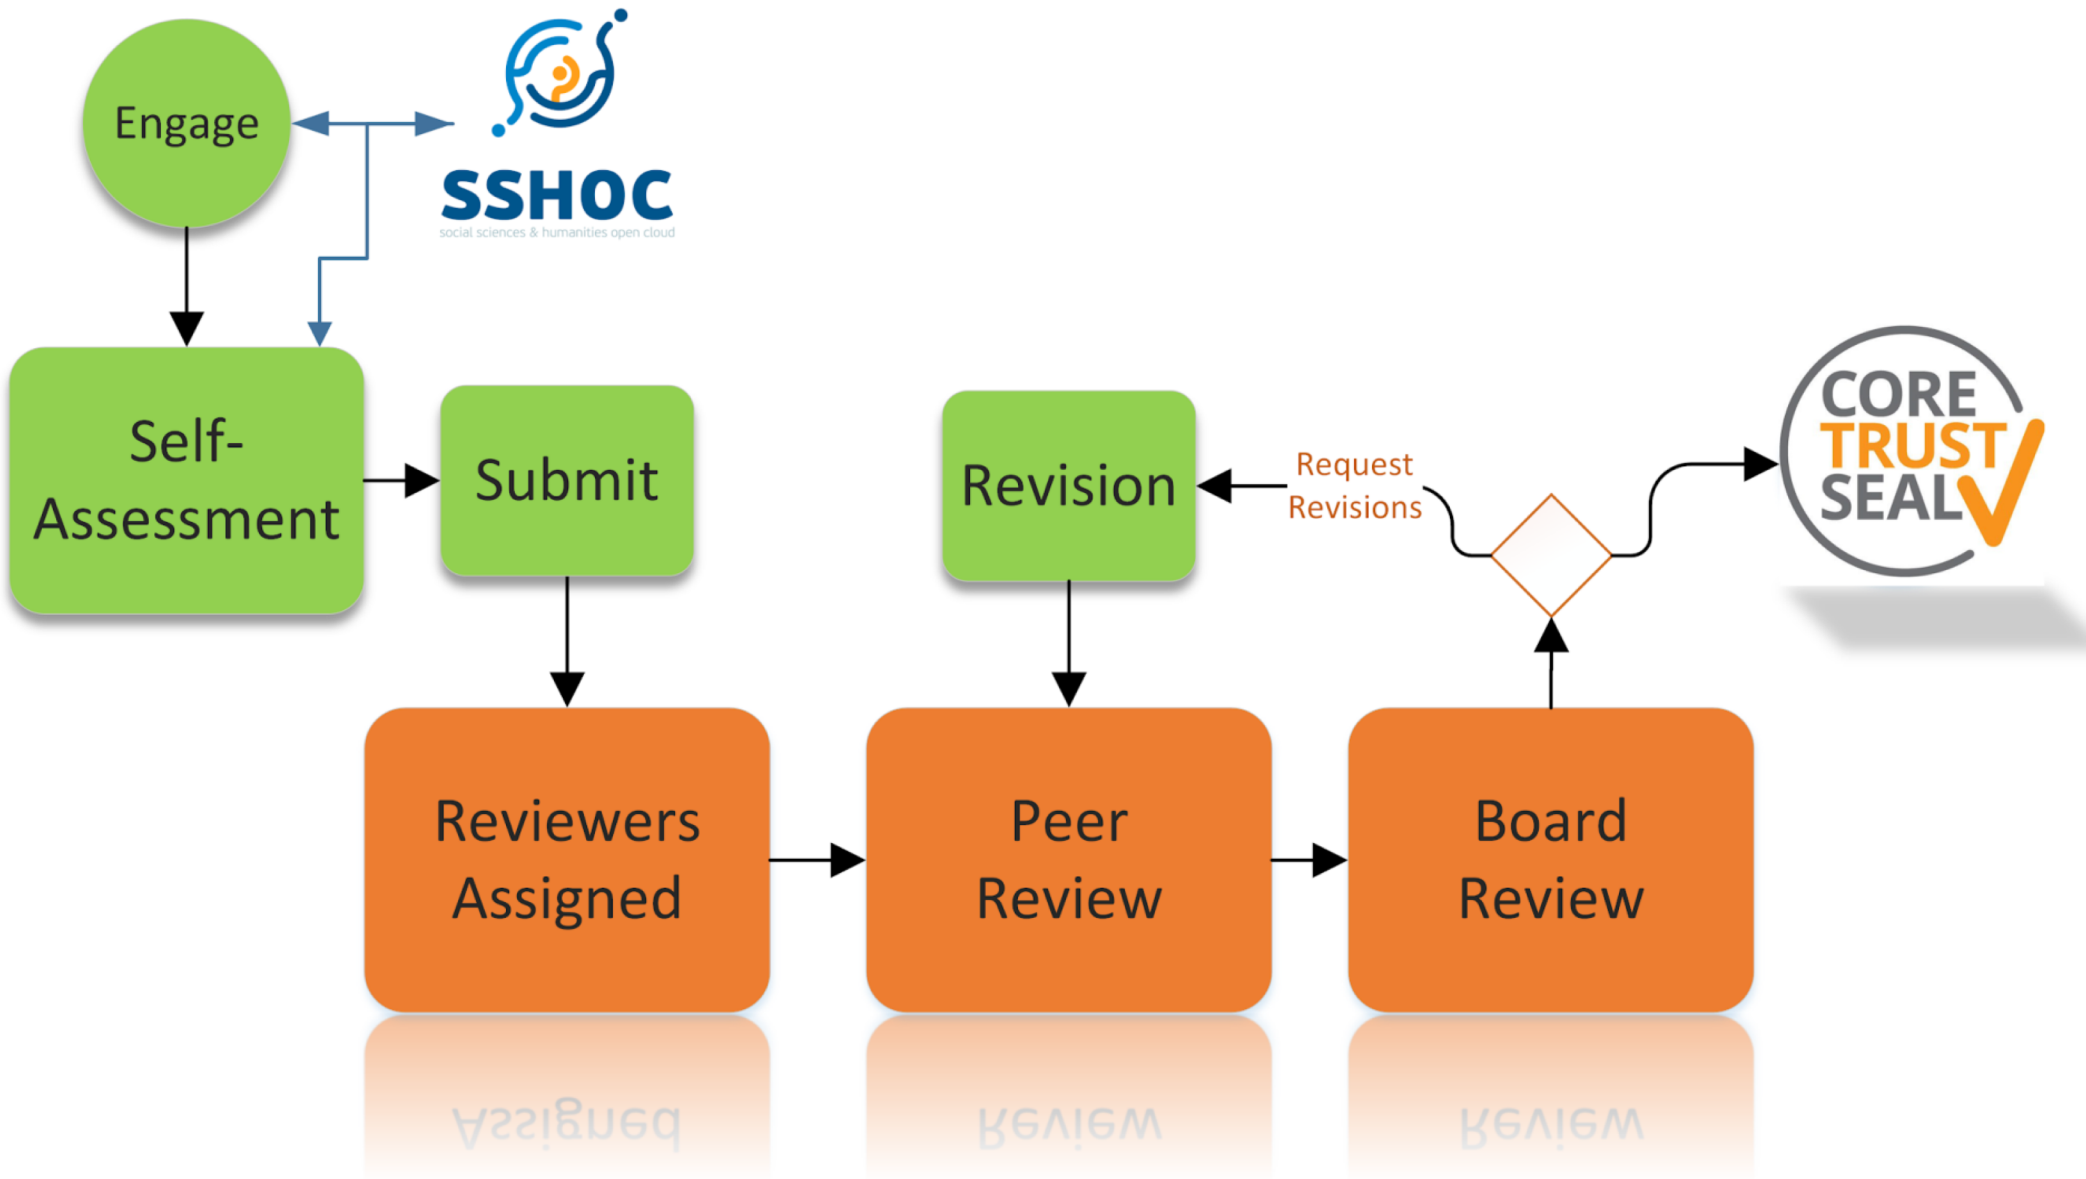 Engage
SSHOC
social sciences & humanities open cloud
Self-
Assessment
Submit
Revision
Request
Revisions
CORE
TRUST
SEAL
Reviewers
Assigned
Peer
Review
Board
Review
Assigned
Review
Review